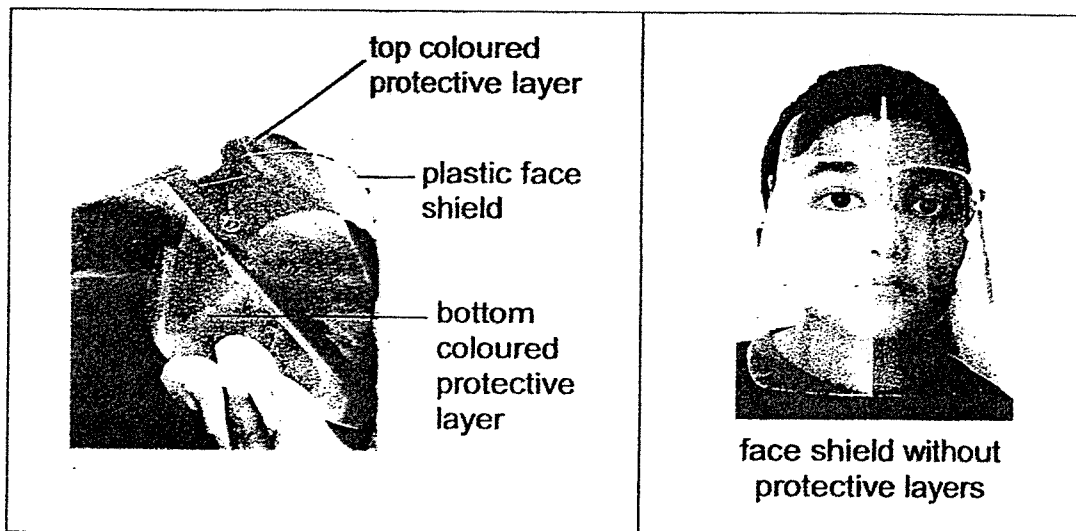 top coloured
protective layer
plastic face
shield
bottom
coloured
protective
layer
face shield without
protective layers